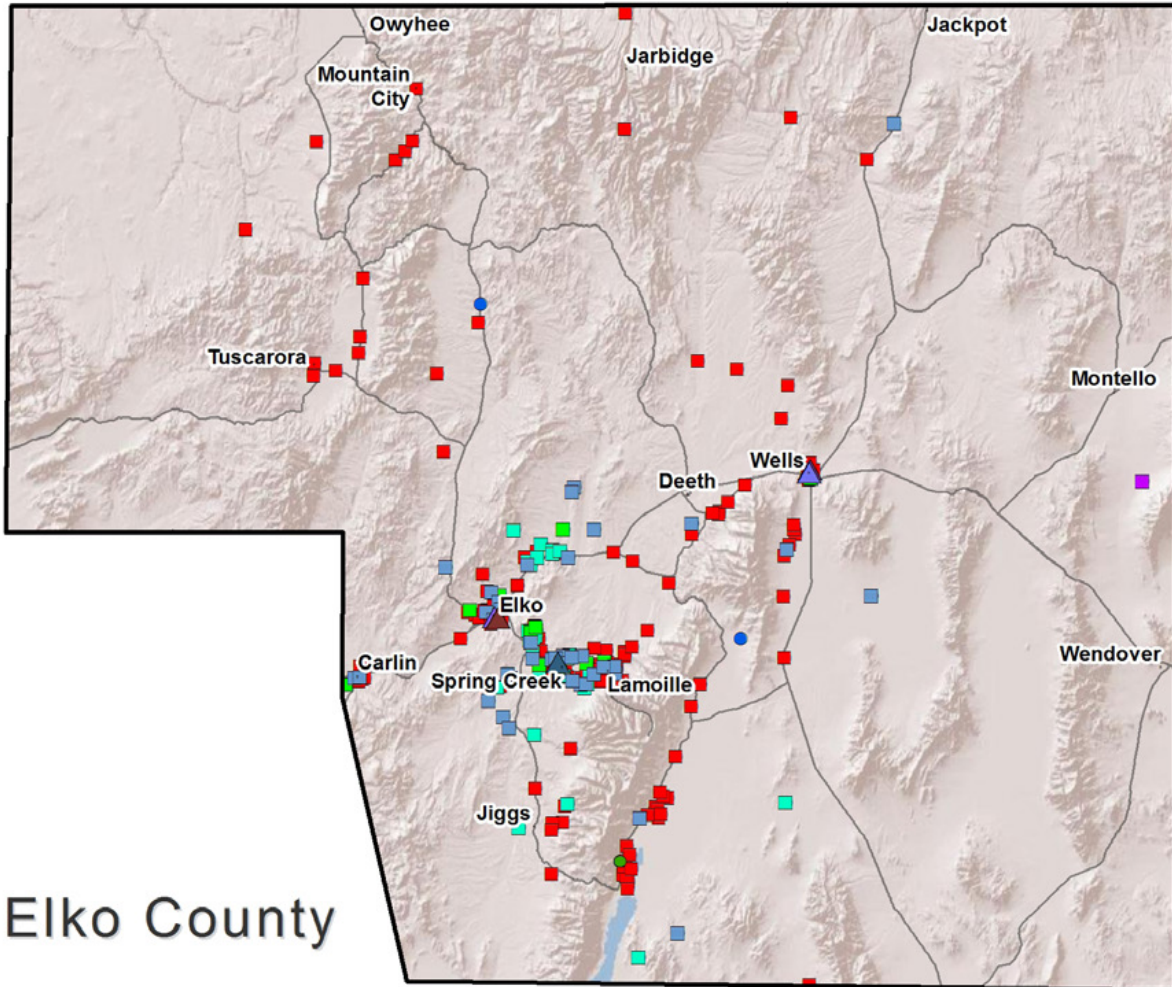 Owyhee
Jackpot
Jarbidge
Mountain
City
Tuscarora
Montello
Wells
Deeth
Elko
Carlin
Wendover
Spring Creek
Lamoille
Jiggs
Elko County